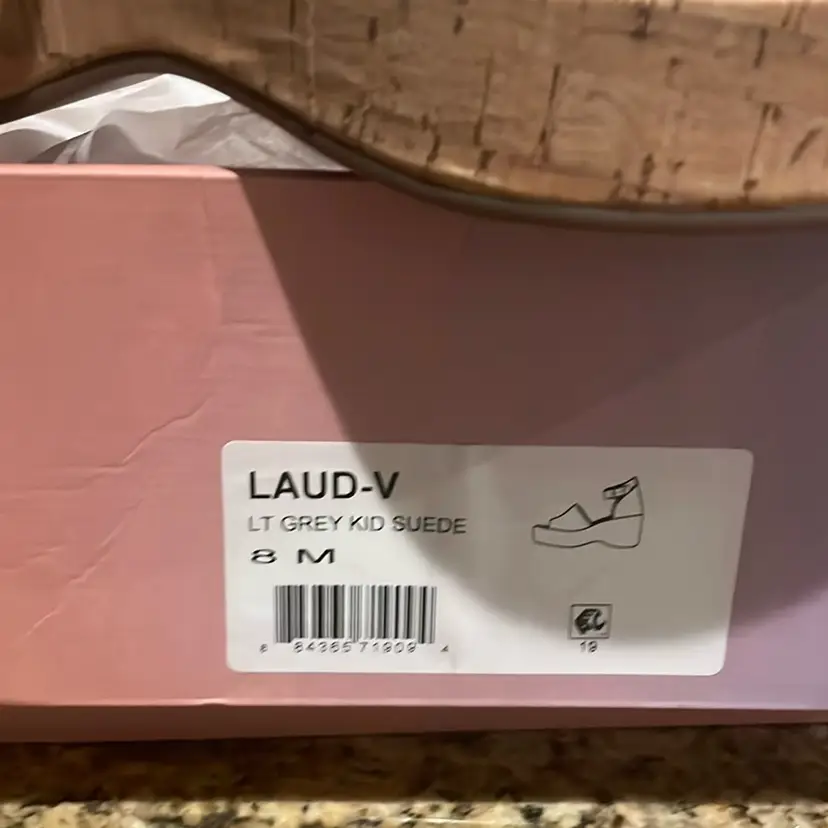 LAUD-V
LT GREY KID SUEDE
8 M
8 84365 71909 4
19